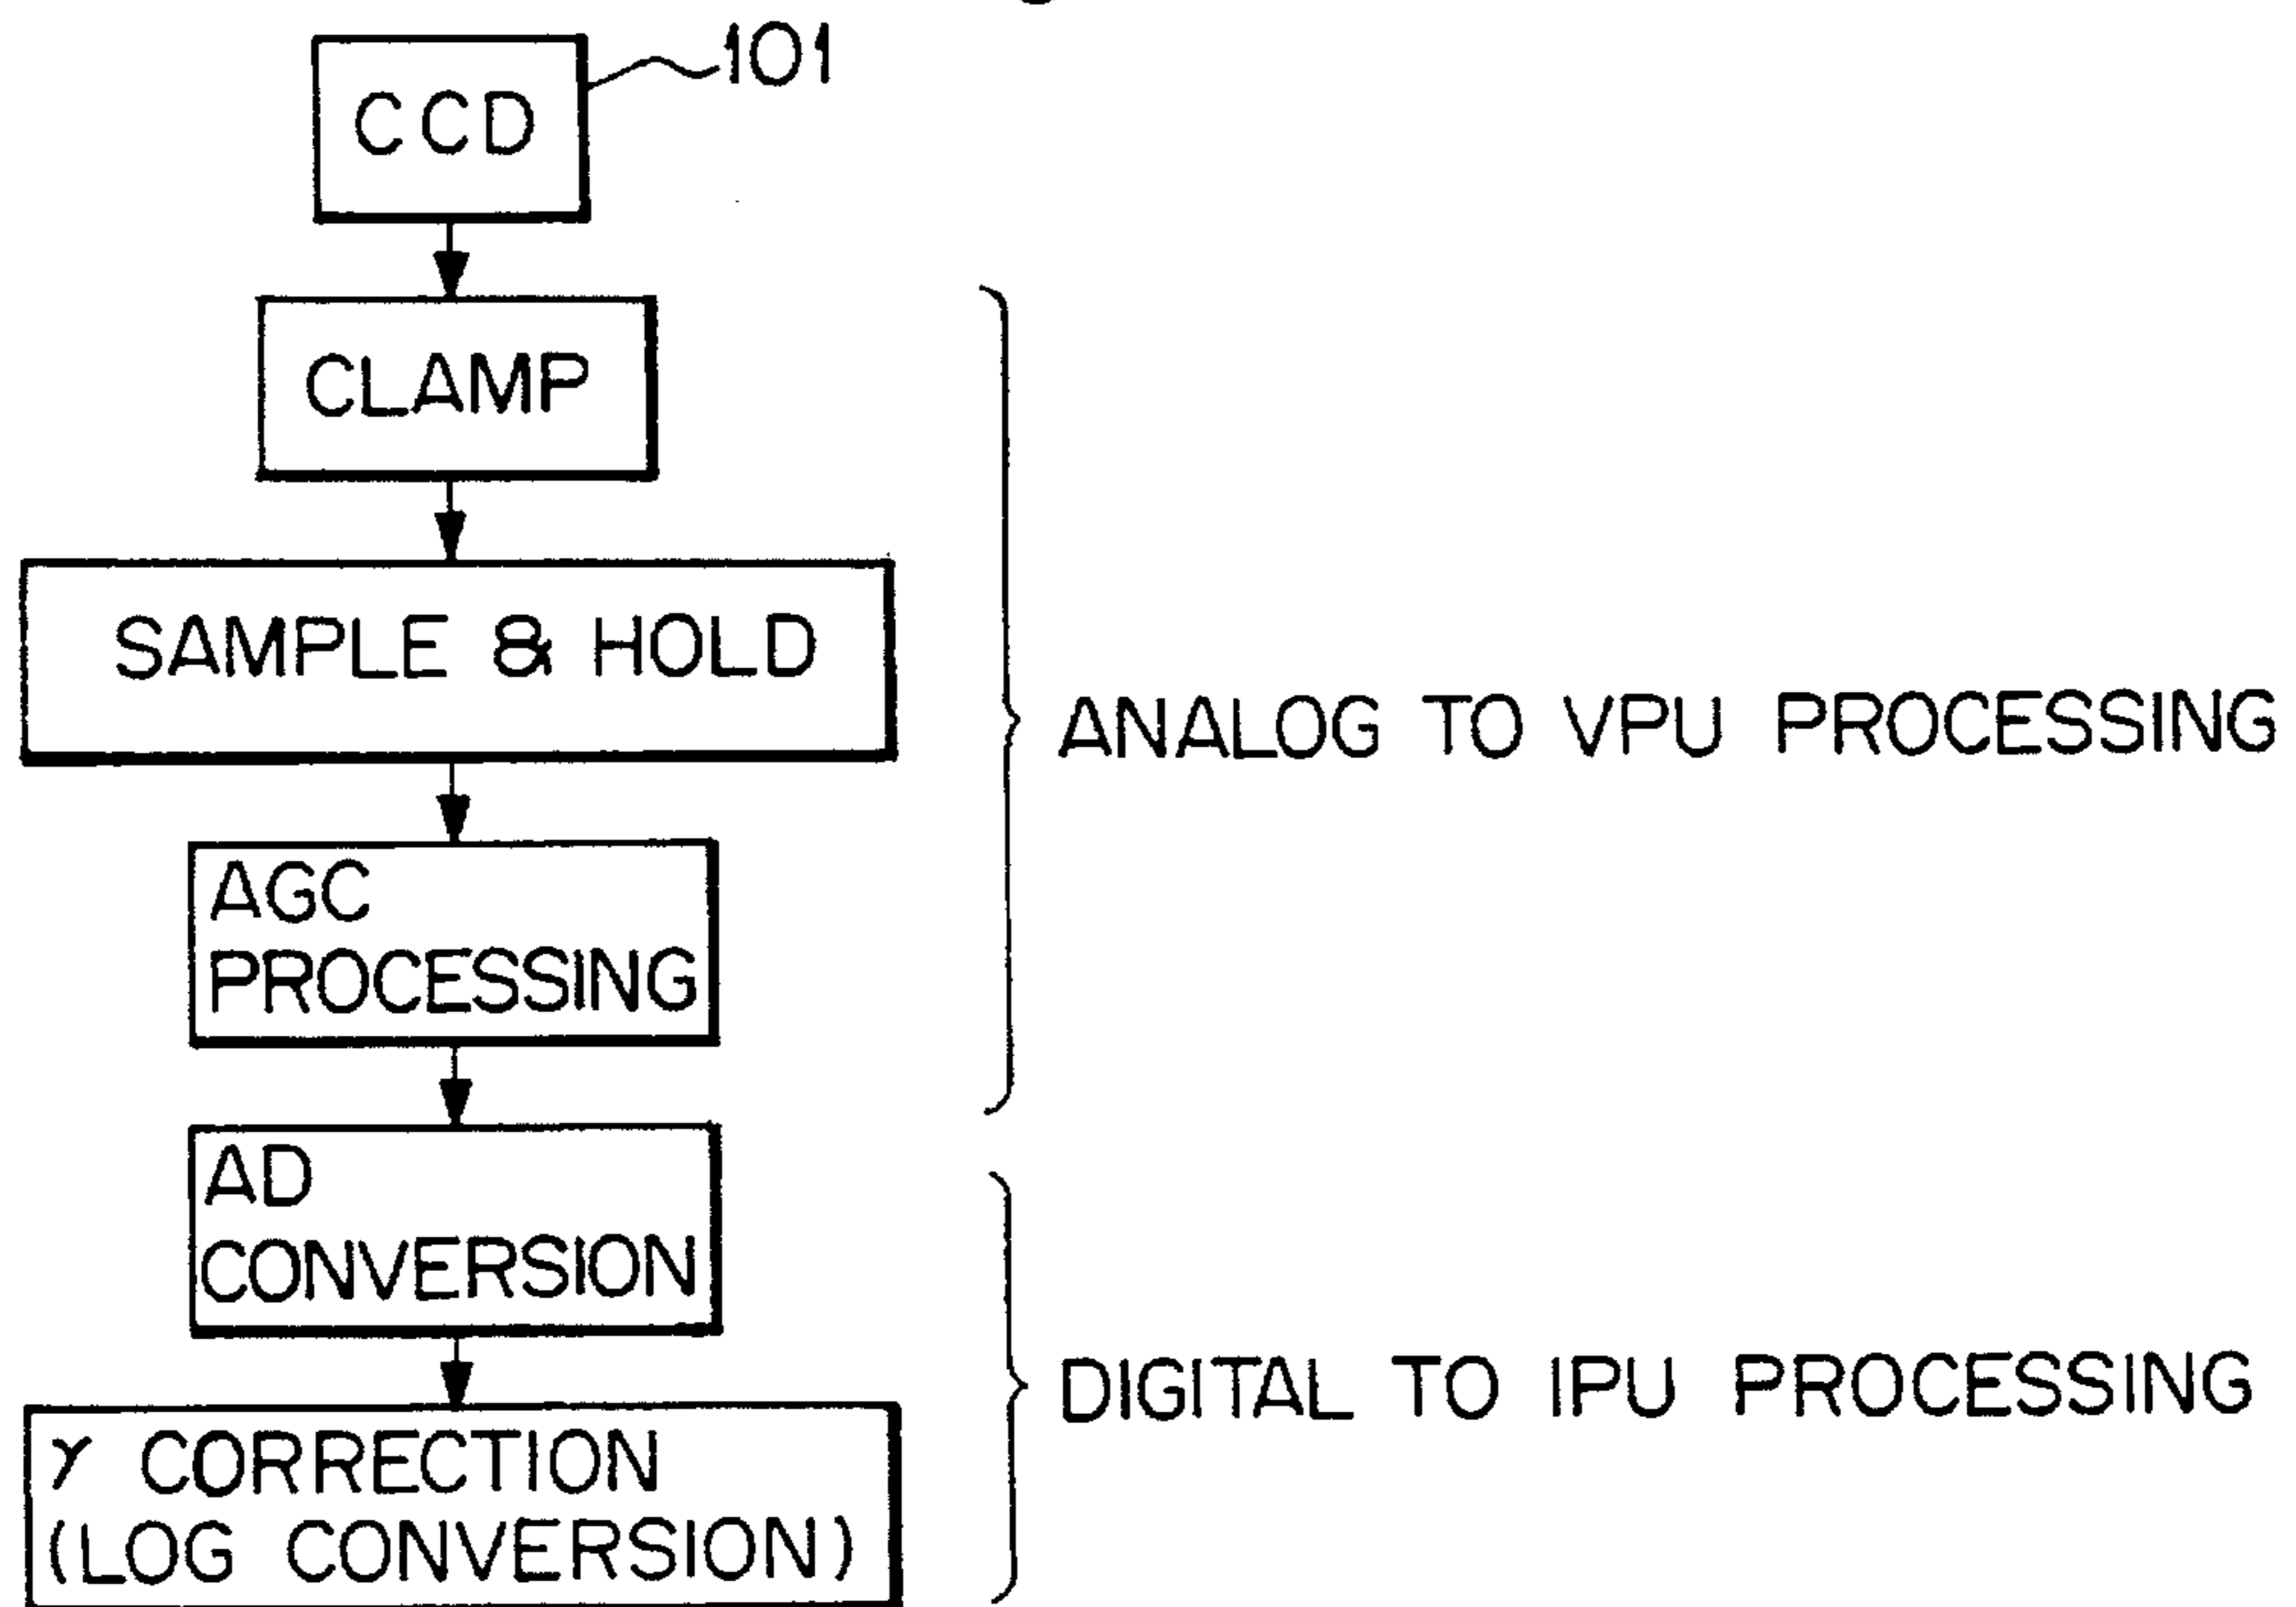 101
CCD
CLAMP
SAMPLE & HOLD
ANALOG TO VPU PROCESSING
AGC
PROCESSING
AD
CONVERSION
DIGITAL TO IPU PROCESSING
γ CORRECTION
(LOG CONVERSION)